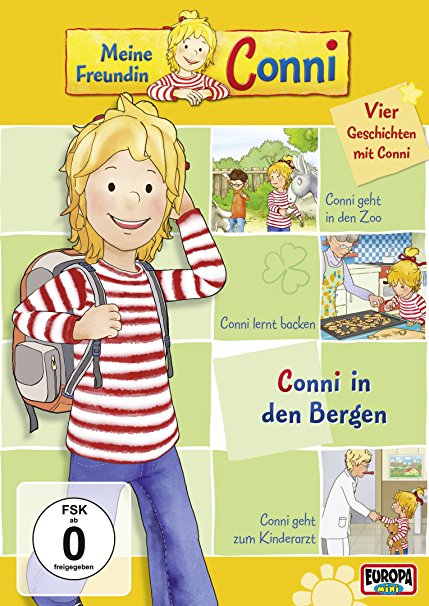 Meine
Freundin
Conni
Vier
Geschichten
mit Conni
Conni geht
in den Zoo
Conni lernt backen
Conni in
den Bergen
Conni geht
zum Kinderarzt
FSK
ab
0
freigegeben
EUROPA
mini